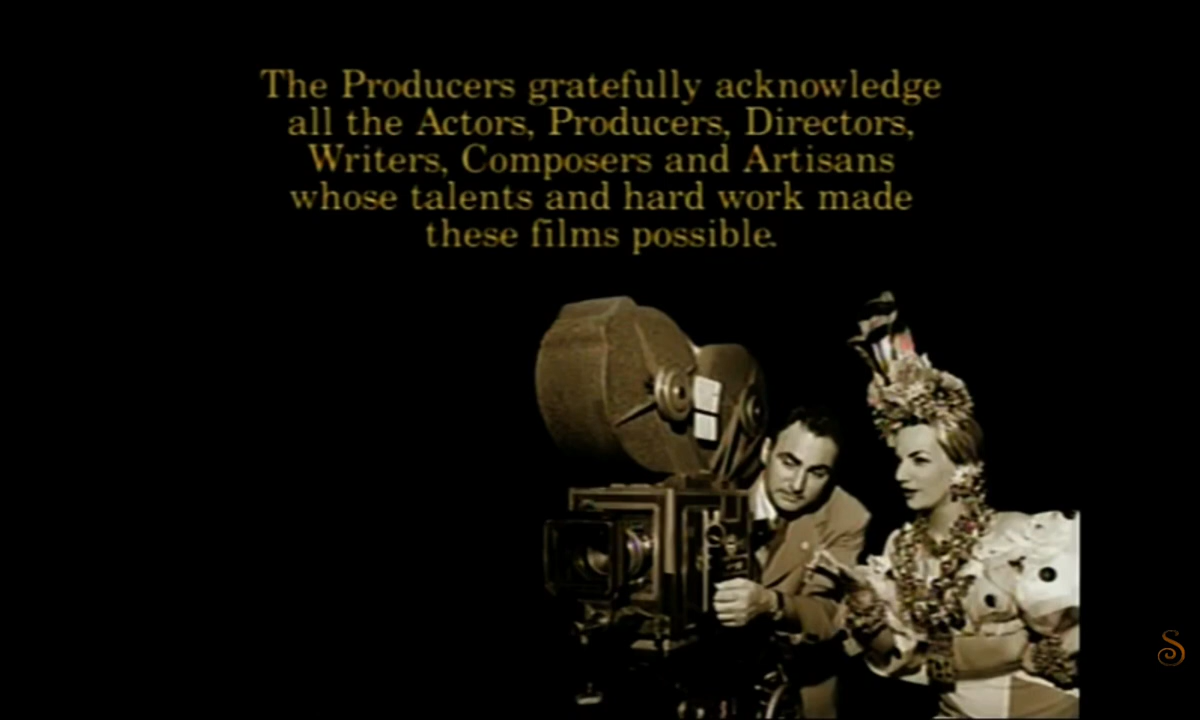 The Producers gratefully acknowledge
all the Actors, Producers, Directors,
Writers, Composers and Artisans
whose talents and hard work made
these films possible.
S